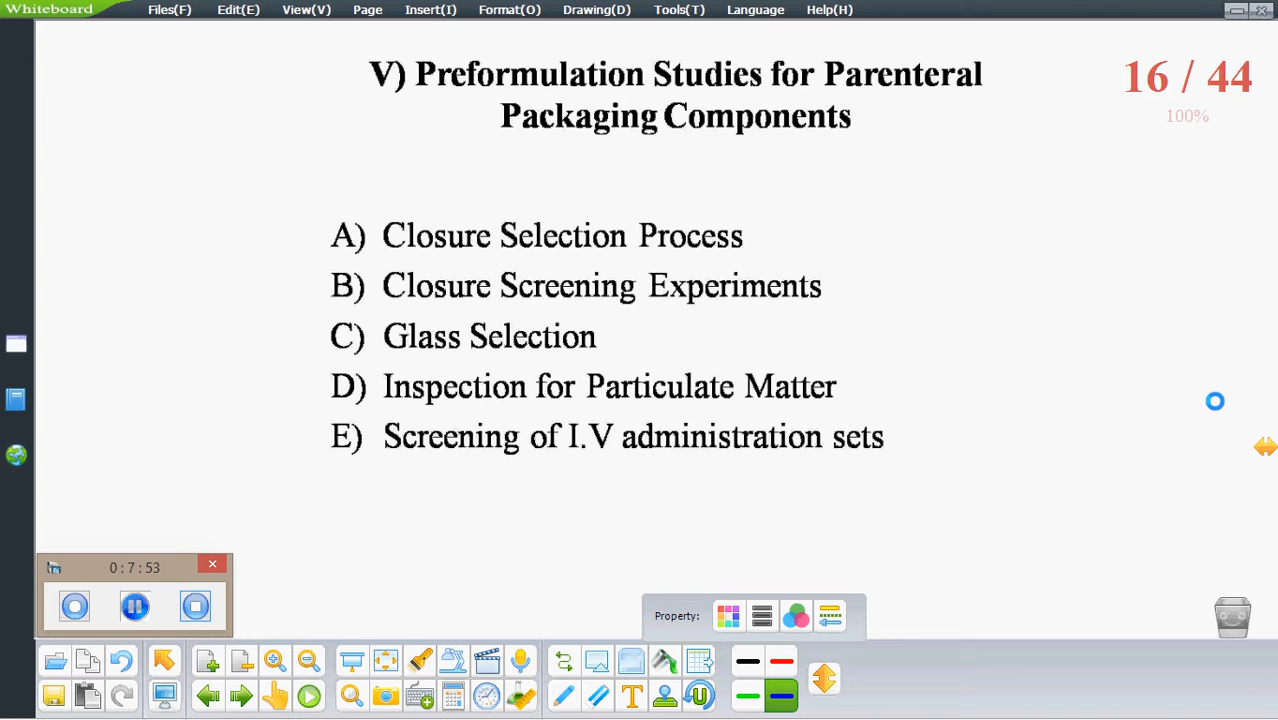 Whiteboard Files(F) Edit(E) View(V) Page Insert(I) Format(O) Drawing(D) Tools(T) Language Help(H)
V) Preformulation Studies for Parenteral
Packaging Components
16 / 44
100%
A) Closure Selection Process
B) Closure Screening Experiments
C) Glass Selection
D) Inspection for Particulate Matter
E) Screening of I.V administration sets
0 : 7 : 53
Property: